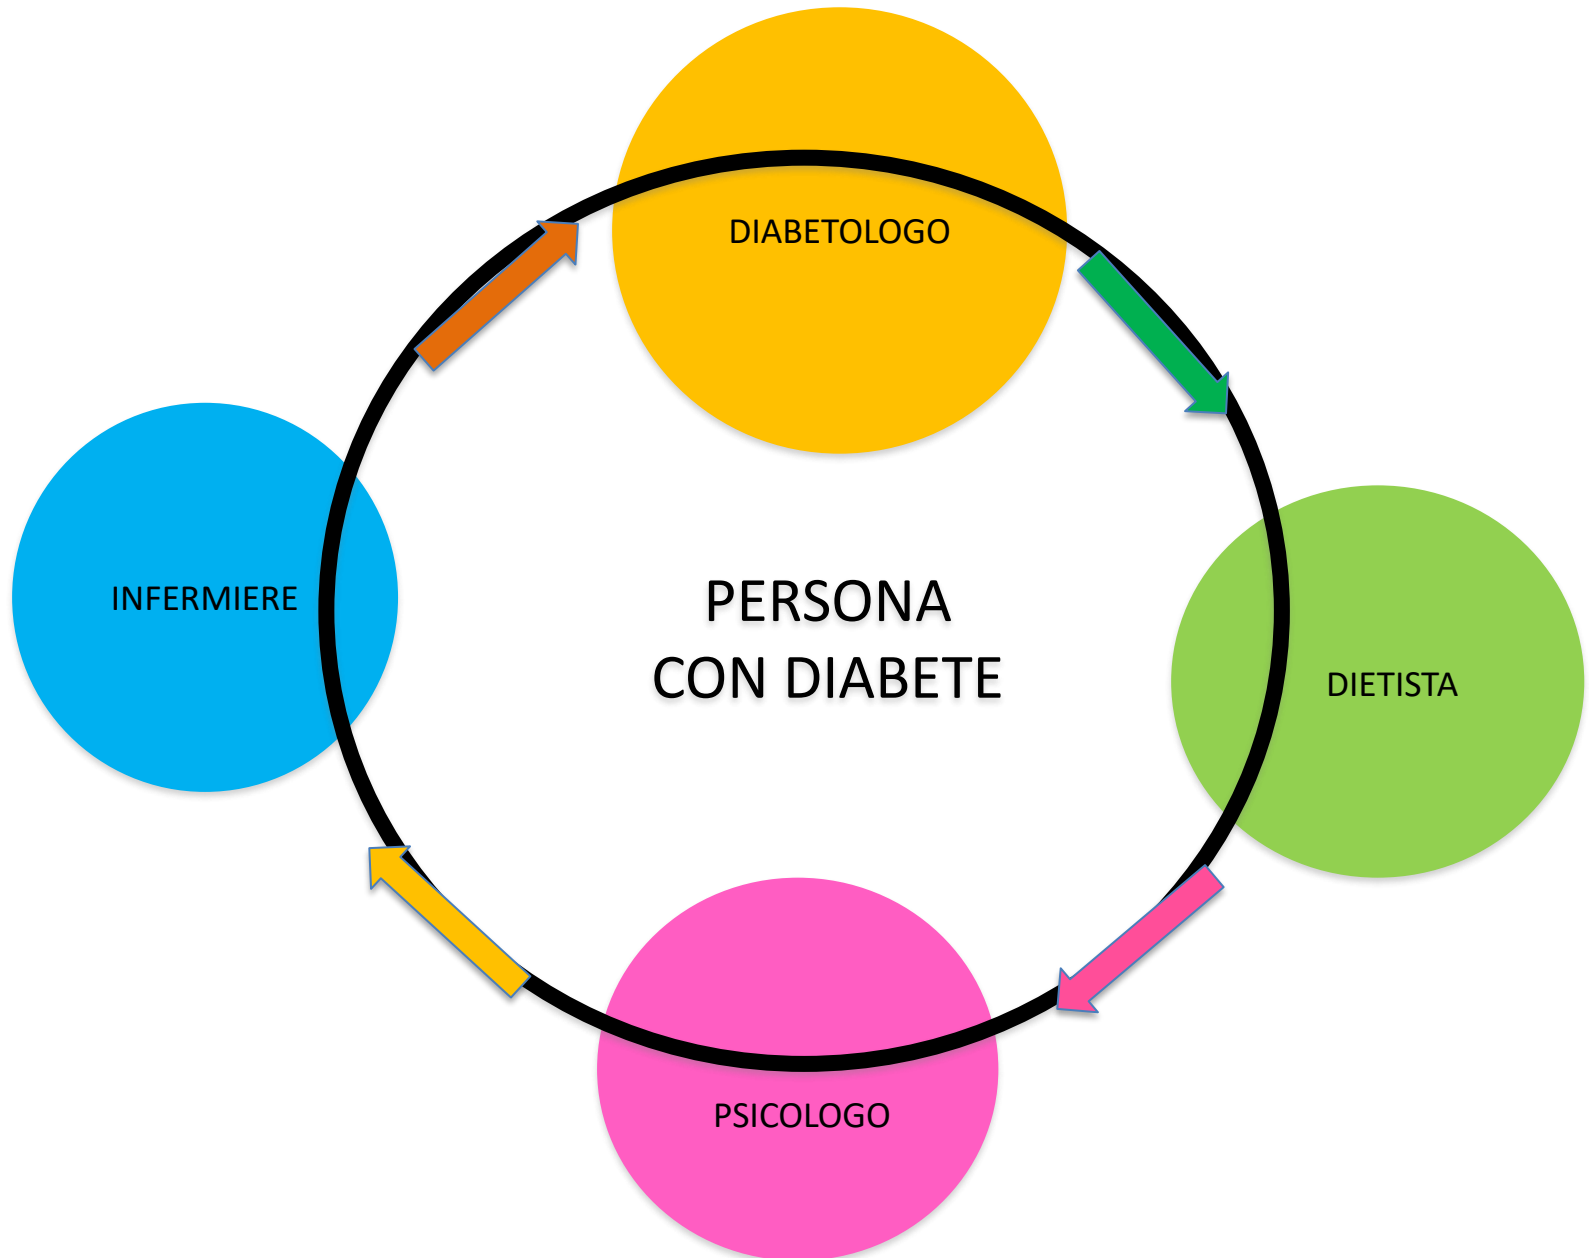 DIABETOLOGO
INFERMIERE
PERSONA
CON DIABETE
DIETISTA
PSICOLOGO